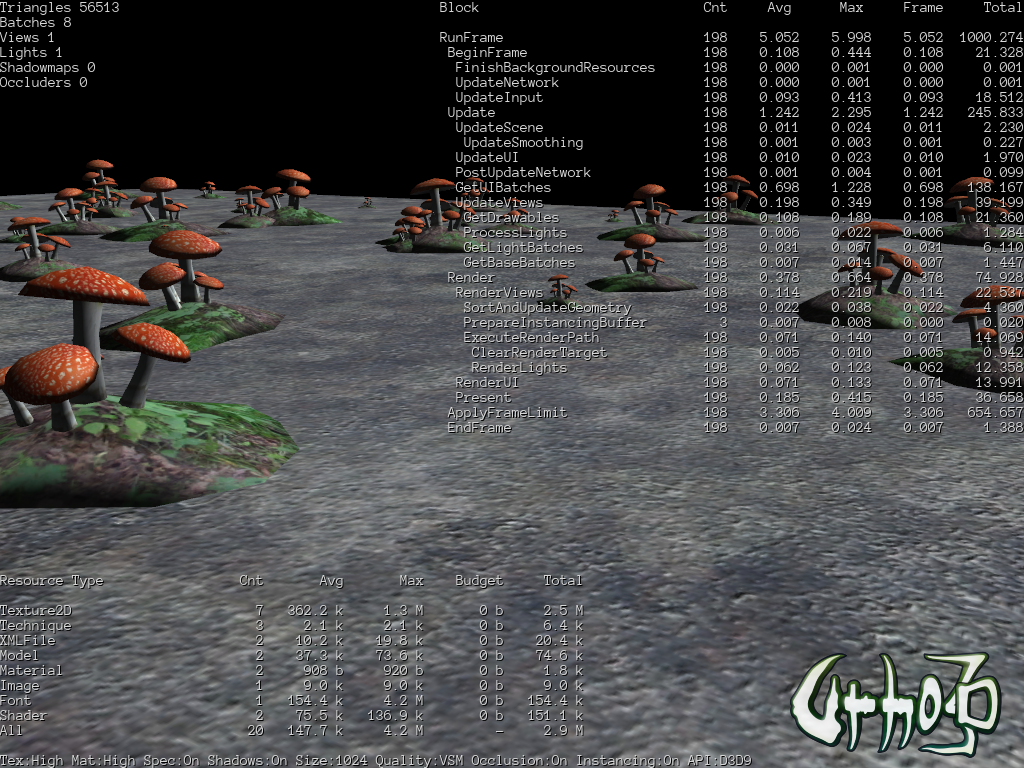 Triangles 56513
Batches 8
Views 1
Lights 1
Shadowmaps 0
Occluders 0
Block Cnt Avg Max Frame Total
RunFrame 198 5.052 5.998 5.052 1000.274
BeginFrame 198 0.108 0.444 0.108 21.328
FinishBackgroundResources 198 0.000 0.001 0.000 0.001
UpdateNetwork 198 0.000 0.001 0.000 0.001
UpdateInput 198 0.093 0.413 0.093 18.512
Update 198 1.242 2.295 1.242 245.833
UpdateScene 198 0.011 0.024 0.011 2.230
UpdateSmoothing 198 0.001 0.003 0.001 0.227
UpdateUI 198 0.010 0.023 0.010 1.970
PostUpdateNetwork 198 0.001 0.004 0.001 0.099
GetUIBatches 198 0.698 1.228 0.698 138.167
UpdateViews 198 0.198 0.349 0.198 39.199
GetDrawables 198 0.108 0.189 0.108 21.360
ProcessLights 198 0.006 0.022 0.006 1.284
GetLightBatches 198 0.031 0.067 0.031 6.110
GetBaseBatches 198 0.007 0.014 0.007 1.447
Render 198 0.378 0.664 0.378 74.928
RenderViews 198 0.114 0.219 0.114 22.537
SortAndUpdateGeometry 198 0.022 0.038 0.022 4.360
PrepareInstancingBuffer 3 0.007 0.008 0.000 0.020
ExecuteRenderPath 198 0.071 0.140 0.071 14.069
ClearRenderTarget 198 0.005 0.010 0.005 0.942
RenderLights 198 0.062 0.123 0.062 12.358
RenderUI 198 0.071 0.133 0.071 13.991
Present 198 0.185 0.415 0.185 36.658
ApplyFrameLimit 198 3.306 4.009 3.306 654.657
EndFrame 198 0.007 0.024 0.007 1.388
Resource Type Cnt Avg Max Budget Total
Texture2D 7 362.2 k 1.3 M 0 b 2.5 M
Technique 3 2.1 k 2.1 k 0 b 6.4 k
XMLFile 2 10.2 k 19.8 k 0 b 20.4 k
Model 2 37.3 k 73.6 k 0 b 74.6 k
Material 2 908 b 920 b 0 b 1.8 k
Image 1 9.0 k 9.0 k 0 b 9.0 k
Font 1 154.4 k 4.2 M 0 b 154.4 k
Shader 2 75.5 k 136.9 k 0 b 151.1 k
All 20 147.7 k 4.2 M - 2.9 M
Tex:High Mat:High Spec:On Shadows:On Size:1024 Quality:VSM Occlusion:On Instancing:On API:D3D9